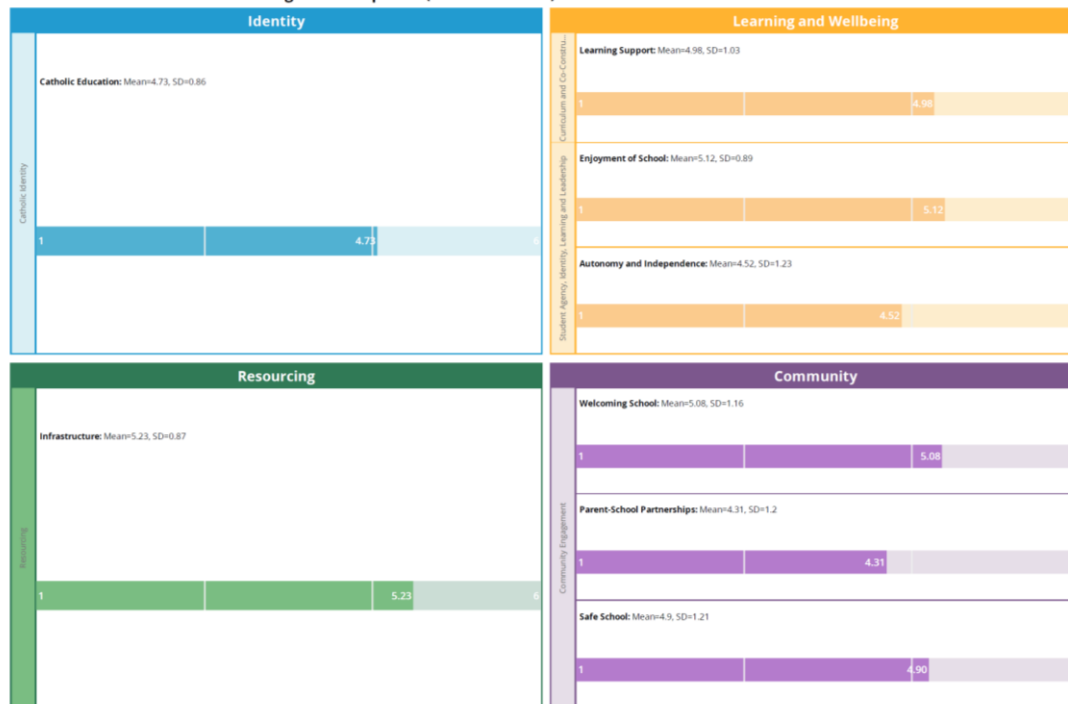 Identity
Catholic Identity
Catholic Education: Mean=4.73, SD=0.86
1 4.73 6
Learning and Wellbeing
Curriculum and Co-Constru...
Learning Support: Mean=4.98, SD=1.03
1 4.98
Student Agency, Identity, Learning and Leadership
Enjoyment of School: Mean=5.12, SD=0.89
1 5.12
Autonomy and Independence: Mean=4.52, SD=1.23
1 4.52
Resourcing
Resourcing
Infrastructure: Mean=5.23, SD=0.87
1 5.23 6
Community
Community Engagement
Welcoming School: Mean=5.08, SD=1.16
1 5.08
Parent-School Partnerships: Mean=4.31, SD=1.2
1 4.31
Safe School: Mean=4.9, SD=1.21
1 4.90